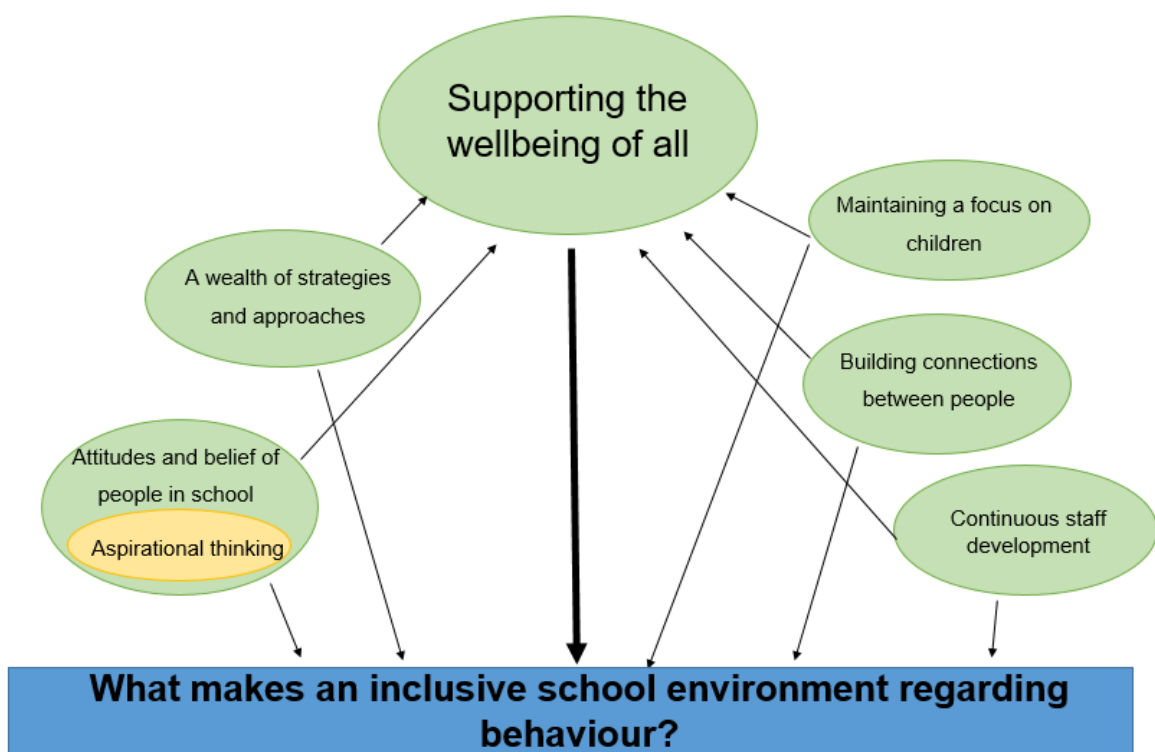 Supporting the
wellbeing of all
Maintaining a focus on
children
A wealth of strategies
and approaches
Building connections
between people
Attitudes and belief of
people in school
Aspirational thinking
Continuous staff
development
What makes an inclusive school environment regarding
behaviour?